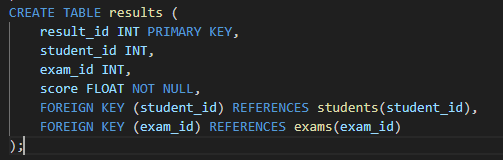 CREATE TABLE results (
    result_id INT PRIMARY KEY,
    student_id INT,
    exam_id INT,
    score FLOAT NOT NULL,
    FOREIGN KEY (student_id) REFERENCES students(student_id),
    FOREIGN KEY (exam_id) REFERENCES exams(exam_id)
);